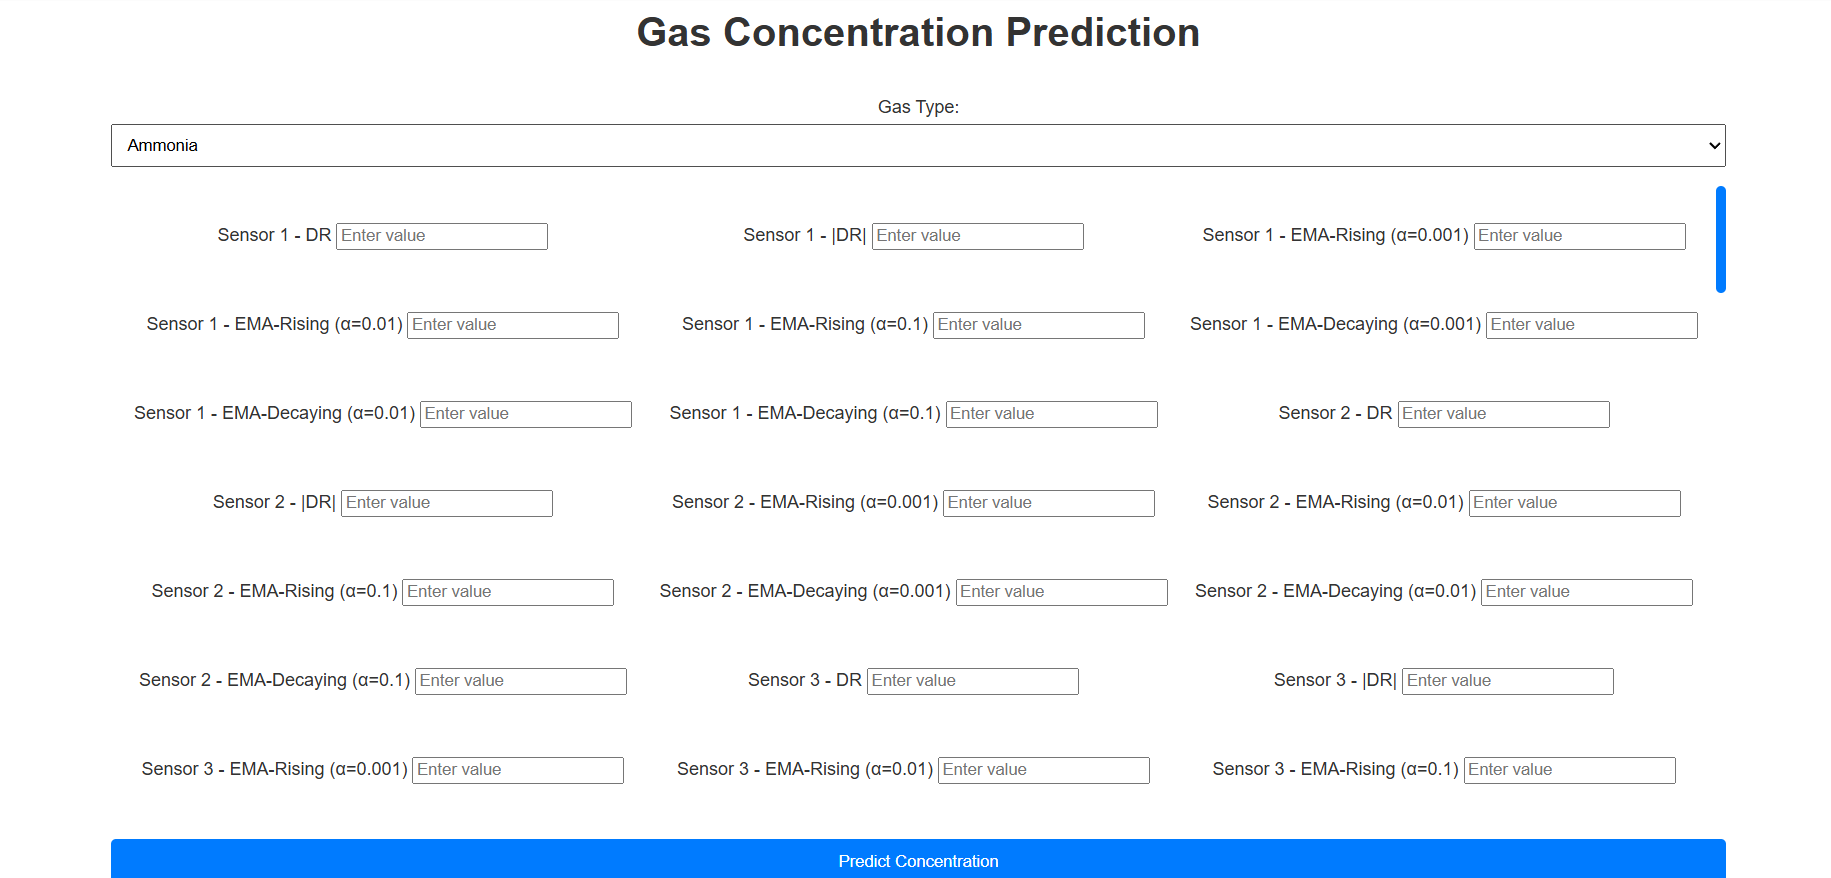 Gas Concentration Prediction
Gas Type:
Ammonia
Sensor 1 - DR Enter value Sensor 1 - |DR| Enter value Sensor 1 - EMA-Rising (α=0.001) Enter value
Sensor 1 - EMA-Rising (α=0.01) Enter value Sensor 1 - EMA-Rising (α=0.1) Enter value Sensor 1 - EMA-Decaying (α=0.001) Enter value
Sensor 1 - EMA-Decaying (α=0.01) Enter value Sensor 1 - EMA-Decaying (α=0.1) Enter value Sensor 2 - DR Enter value
Sensor 2 - |DR| Enter value Sensor 2 - EMA-Rising (α=0.001) Enter value Sensor 2 - EMA-Rising (α=0.01) Enter value
Sensor 2 - EMA-Rising (α=0.1) Enter value Sensor 2 - EMA-Decaying (α=0.001) Enter value Sensor 2 - EMA-Decaying (α=0.01) Enter value
Sensor 2 - EMA-Decaying (α=0.1) Enter value Sensor 3 - DR Enter value Sensor 3 - |DR| Enter value
Sensor 3 - EMA-Rising (α=0.001) Enter value Sensor 3 - EMA-Rising (α=0.01) Enter value Sensor 3 - EMA-Rising (α=0.1) Enter value
Predict Concentration